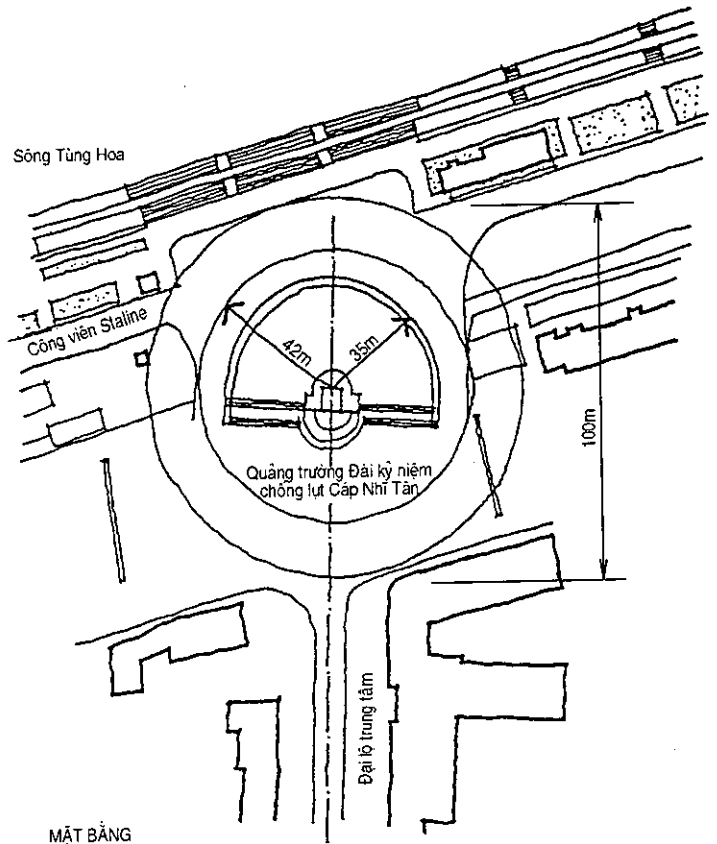 Sông Tùng Hoa
Công viên Staline
42m
35m
100m
Quảng trường Đài kỷ niệm
chống lụt Cáp Nhĩ Tân
Đại lộ trung tâm
MẶT BẰNG